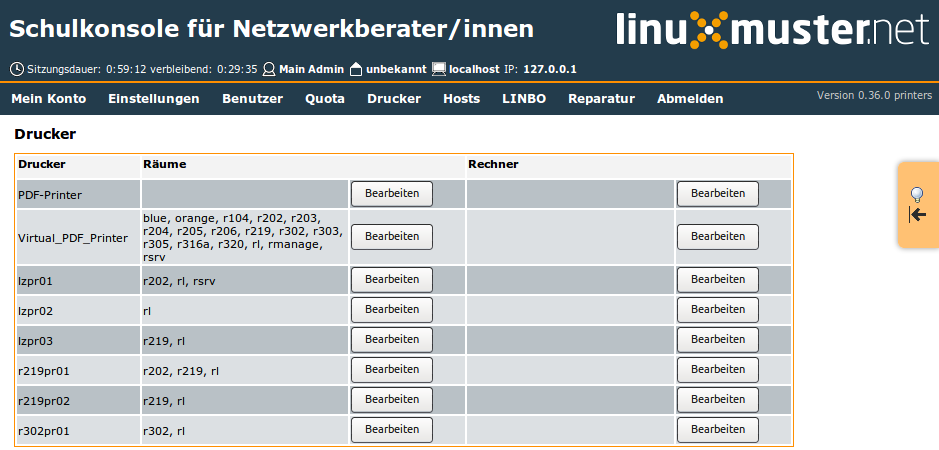 Schulkonsole für Netzwerkberater/innen
linuxmuster.net
Sitzungsdauer: 0:59:12 verbleibend: 0:29:35 Main Admin unbekannt localhost IP: 127.0.0.1
Mein Konto Einstellungen Benutzer Quota Drucker Hosts LINBO Reparatur Abmelden Version 0.36.0 printers
Drucker
Drucker Räume Rechner
PDF-Printer Bearbeiten Bearbeiten
blue, orange, r104, r202, r203,
r204, r205, r206, r219, r302, r303,
Virtual_PDF_Printer Bearbeiten Bearbeiten
r305, r316a, r320, rl, rmanage,
rsrv
lzpr01 r202, rl, rsrv Bearbeiten Bearbeiten
lzpr02 rl Bearbeiten Bearbeiten
lzpr03 r219, rl Bearbeiten Bearbeiten
r219pr01 r202, r219, rl Bearbeiten Bearbeiten
r219pr02 r219, rl Bearbeiten Bearbeiten
r302pr01 r302, rl Bearbeiten Bearbeiten